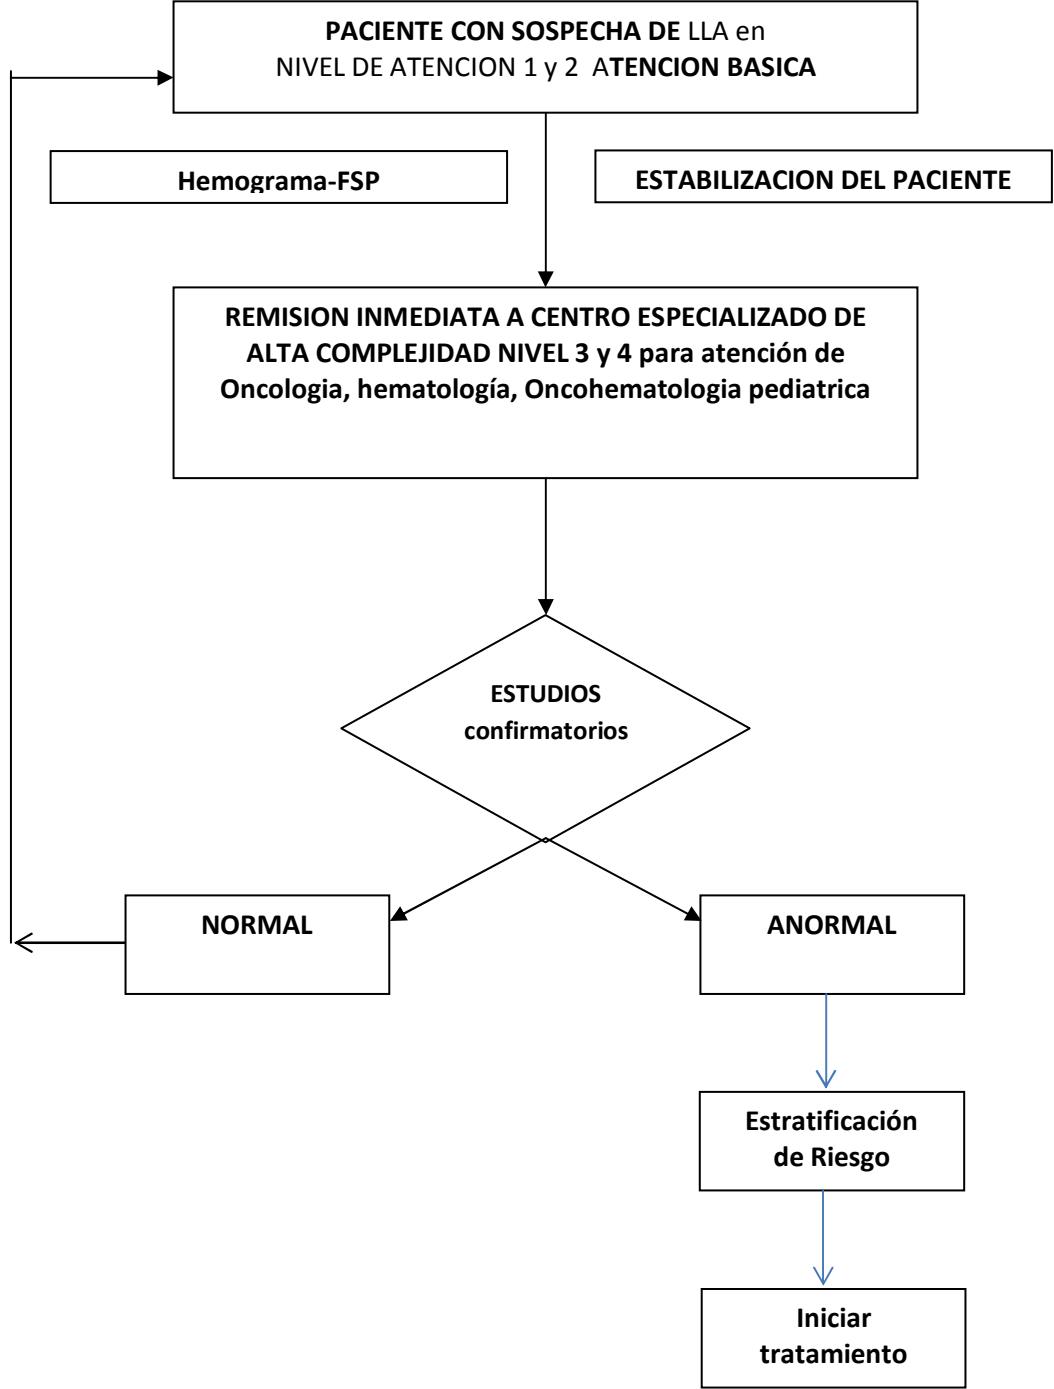 PACIENTE CON SOSPECHA DE LLA en
NIVEL DE ATENCION 1 y 2 ATENCION BASICA
Hemograma-FSP
ESTABILIZACION DEL PACIENTE
REMISION INMEDIATA A CENTRO ESPECIALIZADO DE
ALTA COMPLEJIDAD NIVEL 3 y 4 para atención de
Oncologia, hematología, Oncohematologia pediatrica
ESTUDIOS
confirmatorios
NORMAL
ANORMAL
Estratificación
de Riesgo
Iniciar
tratamiento